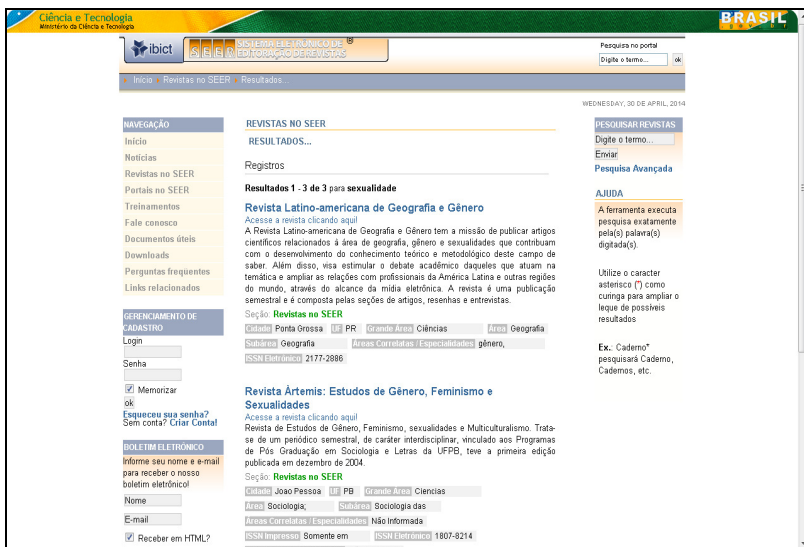 Ciência e Tecnologia
Ministério da Ciência e Tecnologia
BRASIL
ibict
SEER
SISTEMA ELETRÔNICO DE
EDITORAÇÃO DE REVISTAS
Pesquisa no portal
Digite o termo... ok
Início Revistas no SEER Resultados...
WEDNESDAY, 30 DE APRIL, 2014
NAVEGAÇÃO
Início
Notícias
Revistas no SEER
Portais no SEER
Treinamentos
Fale conosco
Documentos úteis
Downloads
Perguntas freqüentes
Links relacionados
GERENCIAMENTO DE
CADASTRO
Login
Senha
Memorizar
ok
Esqueceu sua senha?
Sem conta? Criar Conta!
BOLETIM ELETRÔNICO
Informe seu nome e e-mail
para receber o nosso
boletim eletrônico!
Nome
E-mail
Receber em HTML?
REVISTAS NO SEER
RESULTADOS...
Registros
Resultados 1 - 3 de 3 para sexualidade
Revista Latino-americana de Geografia e Gênero
Acesse a revista clicando aqui!
A Revista Latino-americana de Geografia e Gênero tem a missão de publicar artigos
científicos relacionados à área de geografia, gênero e sexualidades que contribuam
com o desenvolvimento do conhecimento teórico e metodológico deste campo de
saber. Além disso, visa estimular o debate acadêmico daqueles que atuam na
temática e ampliar as relações com profissionais da América Latina e outras regiões
do mundo, através do alcance da mídia eletrônica. A revista é uma publicação
semestral e é composta pelas seções de artigos, resenhas e entrevistas.
Seção: Revistas no SEER
Cidade Ponta Grossa UF PR Grande Área Ciências Área Geografia
Subárea Geografia Áreas Correlatas / Especialidades gênero,
ISSN Eletrônico 2177-2886
Revista Ártemis: Estudos de Gênero, Feminismo e
Sexualidades
Acesse a revista clicando aqui!
Revista de Estudos de Gênero, Feminismo, sexualidades e Multiculturalismo. Trata-
se de um periódico semestral, de caráter interdisciplinar, vinculado aos Programas
de Pós Graduação em Sociologia e Letras da UFPB, teve a primeira edição
publicada em dezembro de 2004.
Seção: Revistas no SEER
Cidade Joao Pessoa UF PB Grande Área Ciencias
Área Sociologia; Subárea Sociologia das
Áreas Correlatas / Especialidades Não Informada
ISSN Impresso Somente em ISSN Eletrônico 1807-8214
PESQUISAR REVISTAS
Digite o termo...
Enviar
Pesquisa Avançada
AJUDA
A ferramenta executa
pesquisa exatamente
pela(s) palavra(s)
digitada(s).
Utilize o caracter
asterisco (*) como
curinga para ampliar o
leque de possíveis
resultados
Ex.: Caderno*
pesquisará Caderno,
Cadernos, etc.